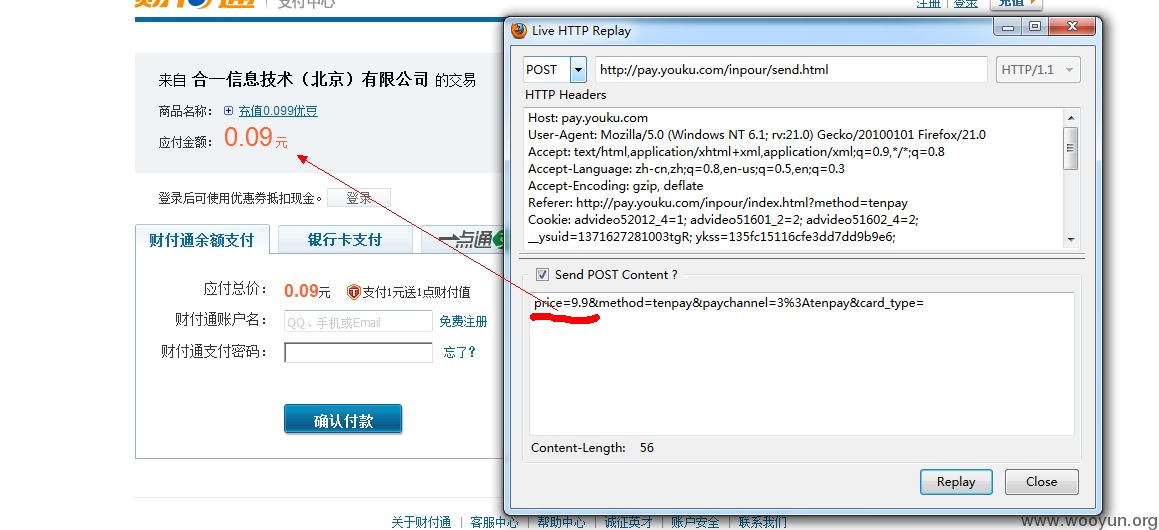 财付通 | 支付中心
注册 | 登录 充值
来自 合一信息技术（北京）有限公司 的交易
商品名称： 充值0.099优豆
应付金额： 0.09 元
登录后可使用优惠券抵扣现金。 登录
财付通余额支付 银行卡支付 一点通
应付总价： 0.09元 支付1元送1点财付值
财付通账户名： QQ、手机或Email 免费注册
财付通支付密码： 忘了?
确认付款
关于财付通 | 客服中心 | 帮助中心 | 诚征英才 | 账户安全 | 联系我们
Live HTTP Replay
POST http://pay.youku.com/inpour/send.html HTTP/1.1
HTTP Headers
Host: pay.youku.com
User-Agent: Mozilla/5.0 (Windows NT 6.1; rv:21.0) Gecko/20100101 Firefox/21.0
Accept: text/html,application/xhtml+xml,application/xml;q=0.9,*/*;q=0.8
Accept-Language: zh-cn,zh;q=0.8,en-us;q=0.5,en;q=0.3
Accept-Encoding: gzip, deflate
Referer: http://pay.youku.com/inpour/index.html?method=tenpay
Cookie: advideo52012_4=1; advideo51601_2=2; advideo51602_4=2;
__ysuid=1371627281003tgR; ykss=135fc15116cfe3dd7dd9b9e6;
Send POST Content ?
price=9.9&method=tenpay&paychannel=3%3Atenpay&card_type=
Content-Length: 56
Replay Close
www.wooyun.org